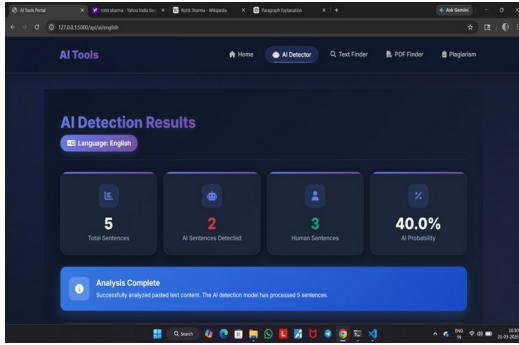 AI Tools Portal
rohit sharma - Yahoo India Sea
Rohit Sharma - Wikipedia
Paragraph Explanation
Ask Gemini
127.0.0.1:5000/api/ai/english
AI Tools
Home
AI Detector
Text Finder
PDF Finder
Plagiarism
AI Detection Results
Language: English
5
Total Sentences
2
AI Sentences Detected
3
Human Sentences
40.0%
AI Probability
Analysis Complete
Successfully analyzed pasted text content. The AI detection model has processed 5 sentences.
Search
ENG
IN
21-03-2026